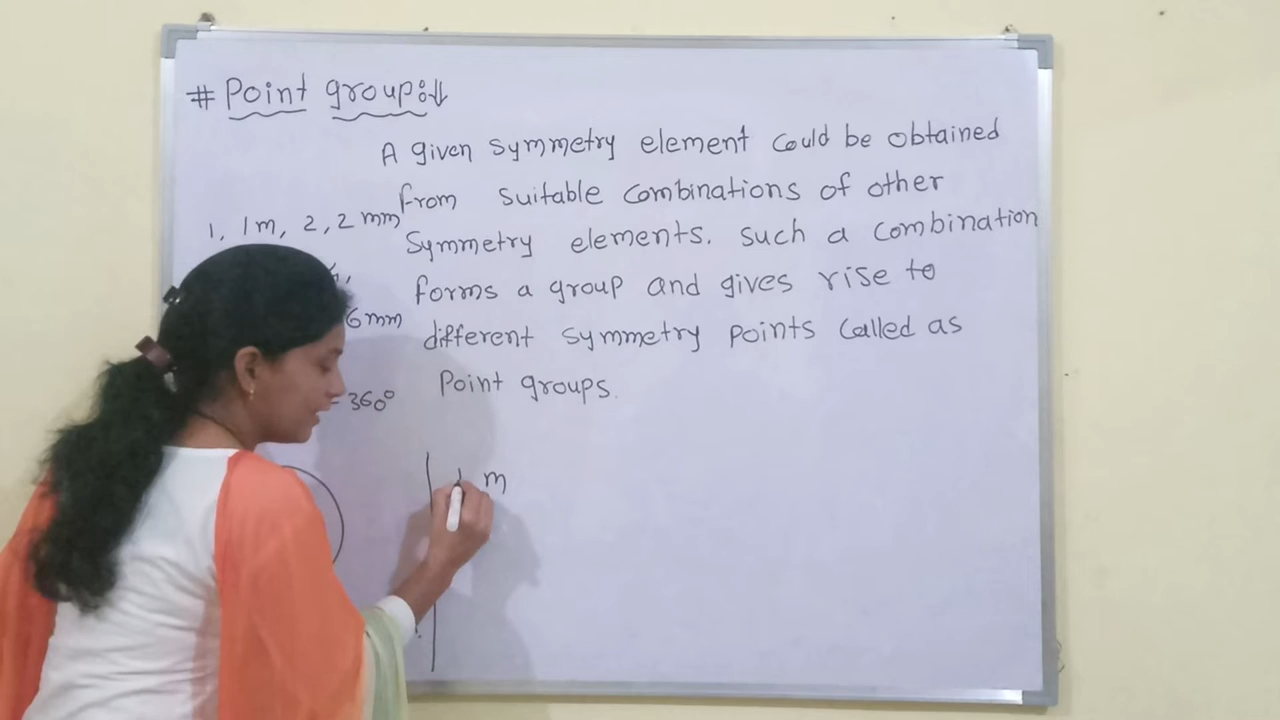 # Point group:↓
A given symmetry element could be obtained
from suitable combinations of other
1, 1m, 2, 2mm
symmetry elements. such a combination
forms a group and gives rise to
6mm
different symmetry points called as
Point groups.
= 360°
1 m